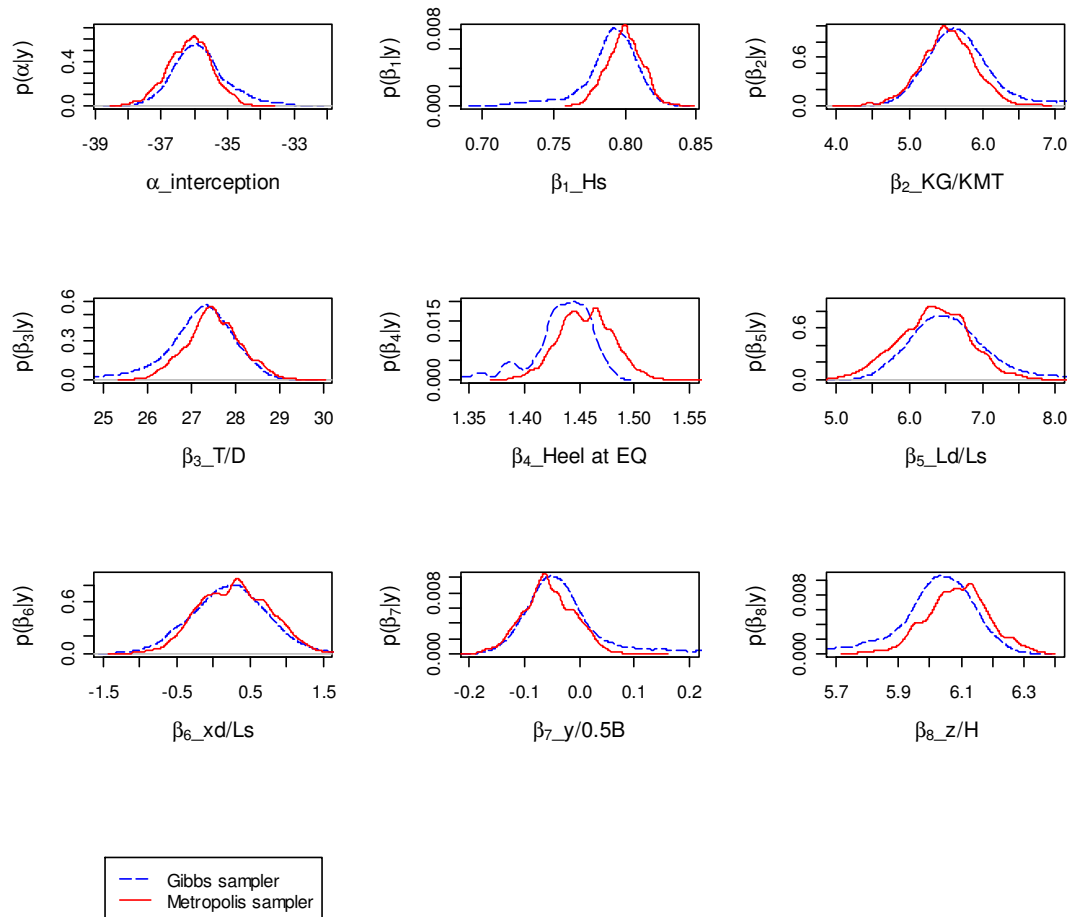 p(α|y)
0.0 0.4
-39 -37 -35 -33
α_interception
p(β₁|y)
0.000 0.008
0.70 0.75 0.80 0.85
β₁_Hs
p(β₂|y)
0.0 0.6
4.0 5.0 6.0 7.0
β₂_KG/KMT
p(β₃|y)
0.0 0.3 0.6
25 26 27 28 29 30
β₃_T/D
p(β₄|y)
0.000 0.015
1.35 1.40 1.45 1.50 1.55
β₄_Heel at EQ
p(β₅|y)
0.0 0.6
5.0 6.0 7.0 8.0
β₅_Ld/Ls
p(β₆|y)
0.0 0.6
-1.5 -0.5 0.5 1.5
β₆_xd/Ls
p(β₇|y)
0.000 0.008
-0.2 -0.1 0.0 0.1 0.2
β₇_y/0.5B
p(β₈|y)
0.000 0.008
5.7 5.9 6.1 6.3
β₈_z/H
Gibbs sampler
Metropolis sampler